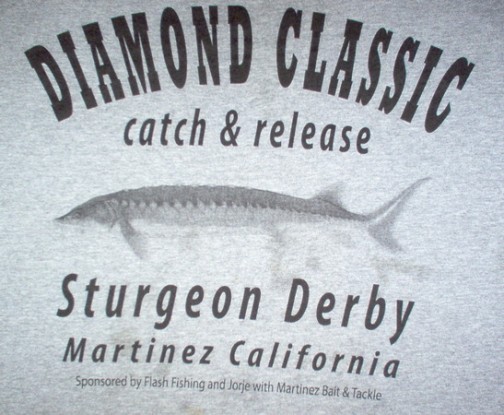 DIAMOND CLASSIC
catch & release
Sturgeon Derby
Martinez California
Sponsored by Flash Fishing and Jorje with Martinez Bait & Tackle